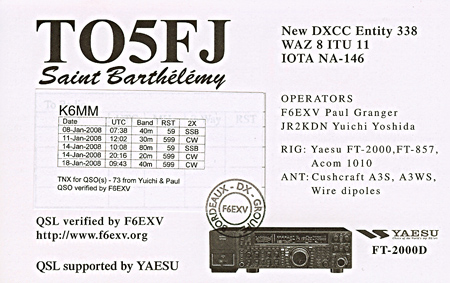 TO5FJ
Saint Barthélémy
New DXCC Entity 338
WAZ 8 ITU 11
IOTA NA-146
K6MM
Date UTC Band RST 2X
08-Jan-2008 07:38 40m 59 SSB
11-Jan-2008 12:02 30m 599 CW
14-Jan-2008 10:08 80m 59 SSB
14-Jan-2008 20:16 20m 599 CW
18-Jan-2008 09:43 40m 599 CW
TNX for QSO(s) - 73 from Yuichi & Paul
QSO verified by F6EXV
OPERATORS
F6EXV Paul Granger
JR2KDN Yuichi Yoshida
RIG: Yaesu FT-2000,FT-857,
Acom 1010
ANT: Cushcraft A3S, A3WS,
Wire dipoles
BORDEAUX - DX - GROUP
F6EXV
QSL verified by F6EXV
http://www.f6exv.org
QSL supported by YAESU
YAESU
FT-2000D